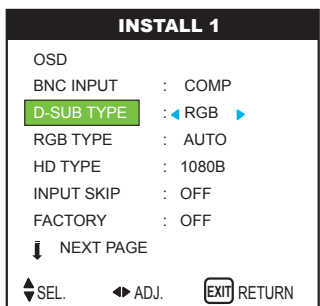 INSTALL 1
OSD
BNC INPUT : COMP
D-SUB TYPE : RGB
RGB TYPE : AUTO
HD TYPE : 1080B
INPUT SKIP : OFF
FACTORY : OFF
NEXT PAGE
SEL. ADJ. EXIT RETURN